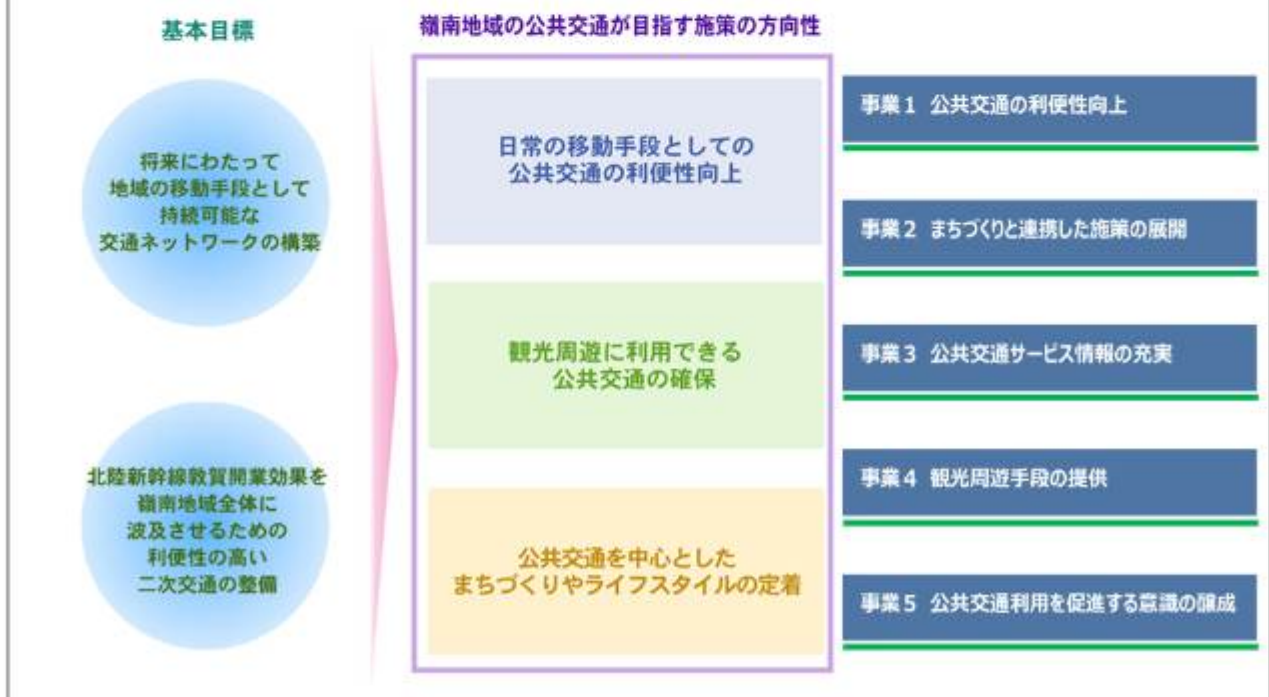 基本目標
将来にわたって
地域の移動手段として
持続可能な
交通ネットワークの構築
北陸新幹線敦賀開業効果を
嶺南地域全体に
波及させるための
利便性の高い
二次交通の整備
嶺南地域の公共交通が目指す施策の方向性
日常の移動手段としての
公共交通の利便性向上
観光周遊に利用できる
公共交通の確保
公共交通を中心とした
まちづくりやライフスタイルの定着
事業1 公共交通の利便性向上
事業2 まちづくりと連携した施策の展開
事業3 公共交通サービス情報の充実
事業4 観光周遊手段の提供
事業5 公共交通利用を促進する意識の醸成